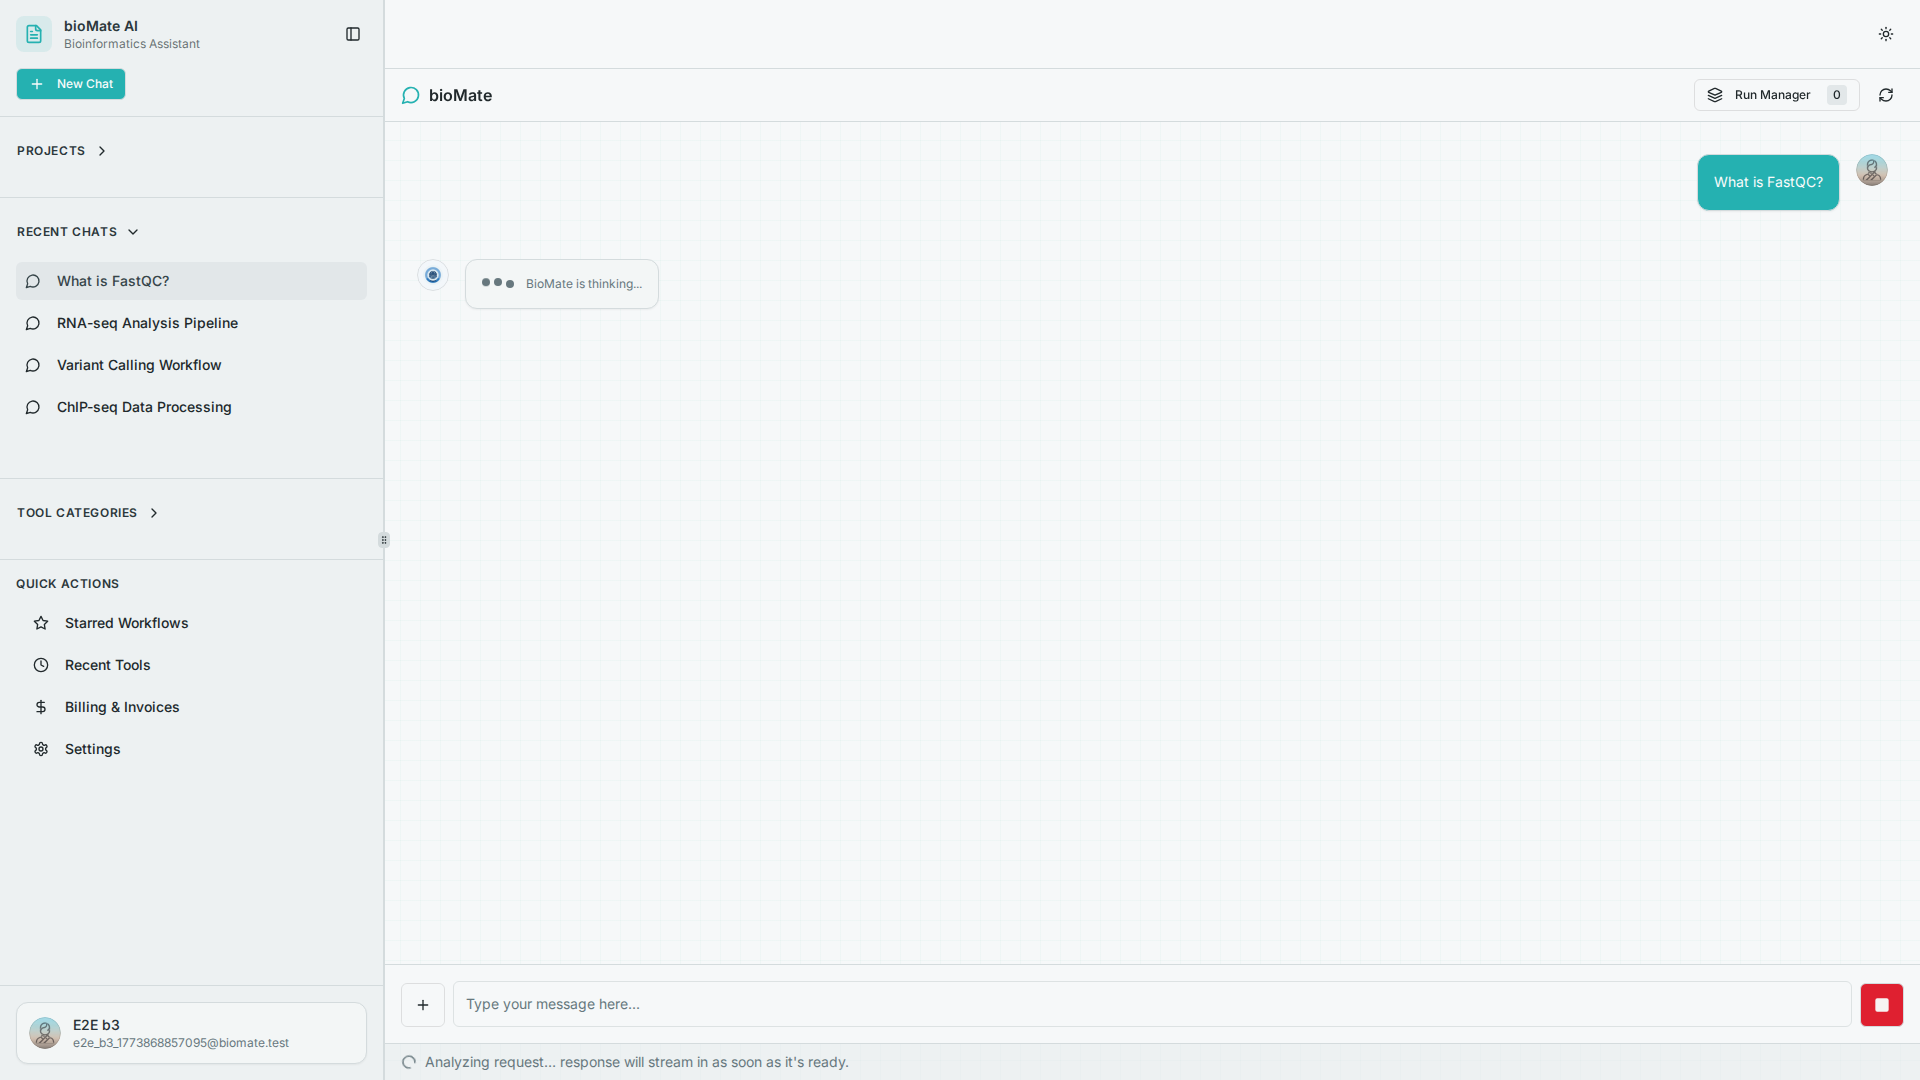 bioMate AI
Bioinformatics Assistant
New Chat
PROJECTS
RECENT CHATS
What is FastQC?
RNA-seq Analysis Pipeline
Variant Calling Workflow
ChIP-seq Data Processing
TOOL CATEGORIES
QUICK ACTIONS
Starred Workflows
Recent Tools
Billing & Invoices
Settings
E2E b3
e2e_b3_1773868857095@biomate.test
bioMate
Run Manager 0
What is FastQC?
BioMate is thinking...
Type your message here...
Analyzing request... response will stream in as soon as it's ready.